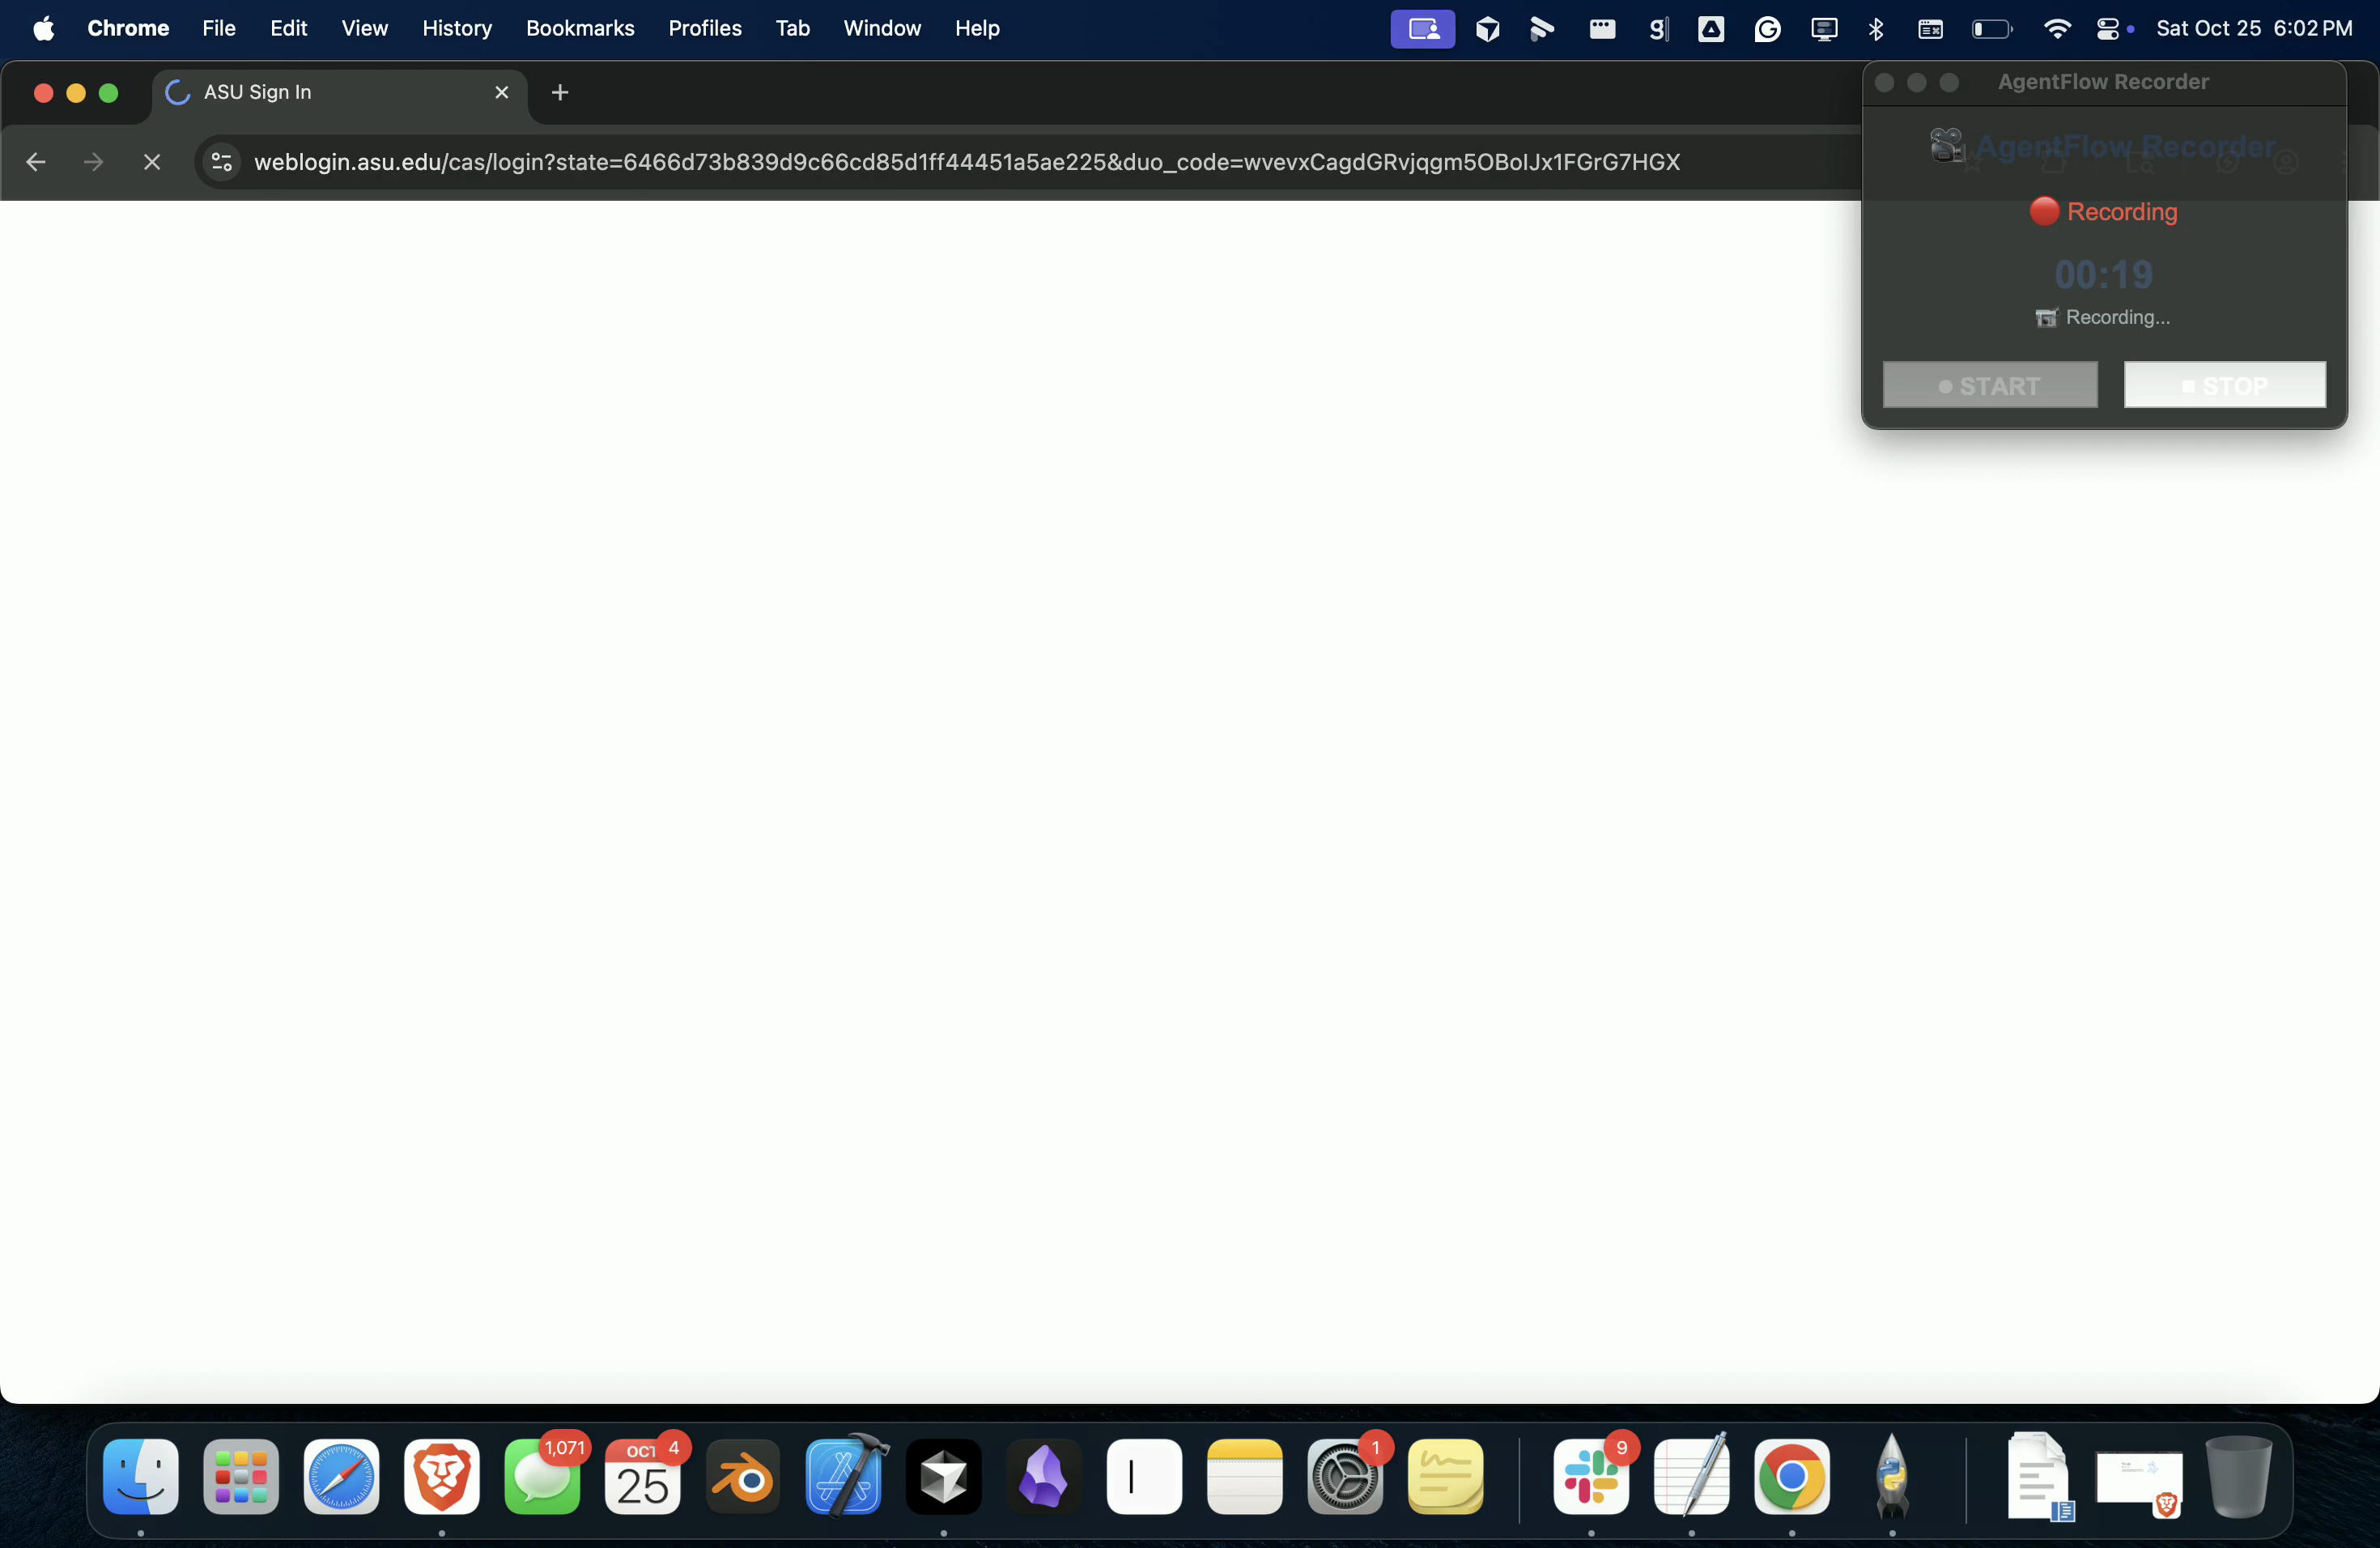 Chrome File Edit View History Bookmarks Profiles Tab Window Help Sat Oct 25 6:02 PM
ASU Sign In
AgentFlow Recorder
weblogin.asu.edu/cas/login?state=6466d73b839d9c66cd85d1ff44451a5ae225&duo_code=wvevxCagdGRvjqgm5OBolJx1FGrG7HGX
AgentFlow Recorder
Recording
00:19
Recording...
START STOP
1,071
OCT 4
25
1
9